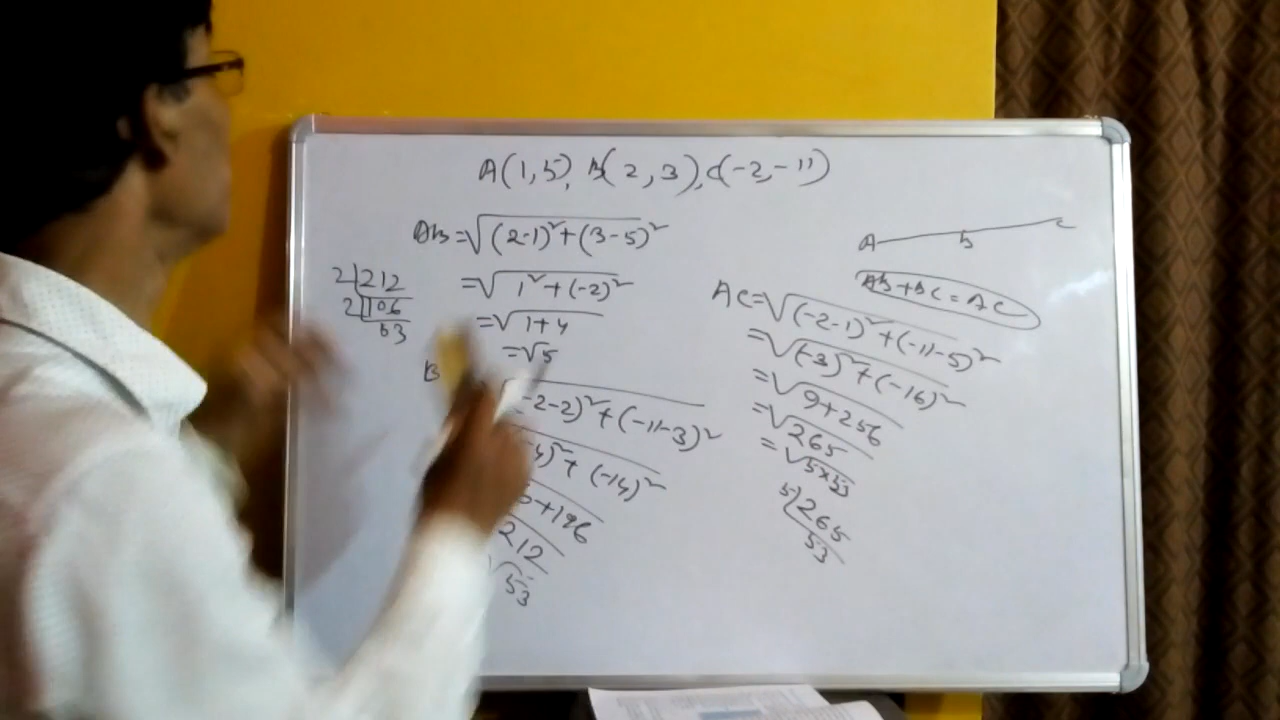 A(1,5), B(2,3), C(-2,-11)
AB = √(2-1)²+(3-5)²
= √1²+(-2)²
= √1+4
= √5
2|212
2|106
53
B
-2-2)²+(-11-3)²
4)²+(-14)²
+196
212
√53
A B C
AB+BC=AC
AC = √(-2-1)²+(-11-5)²
= √(-3)²+(-16)²
= √9+256
= √265
= √5×53
5|265
53